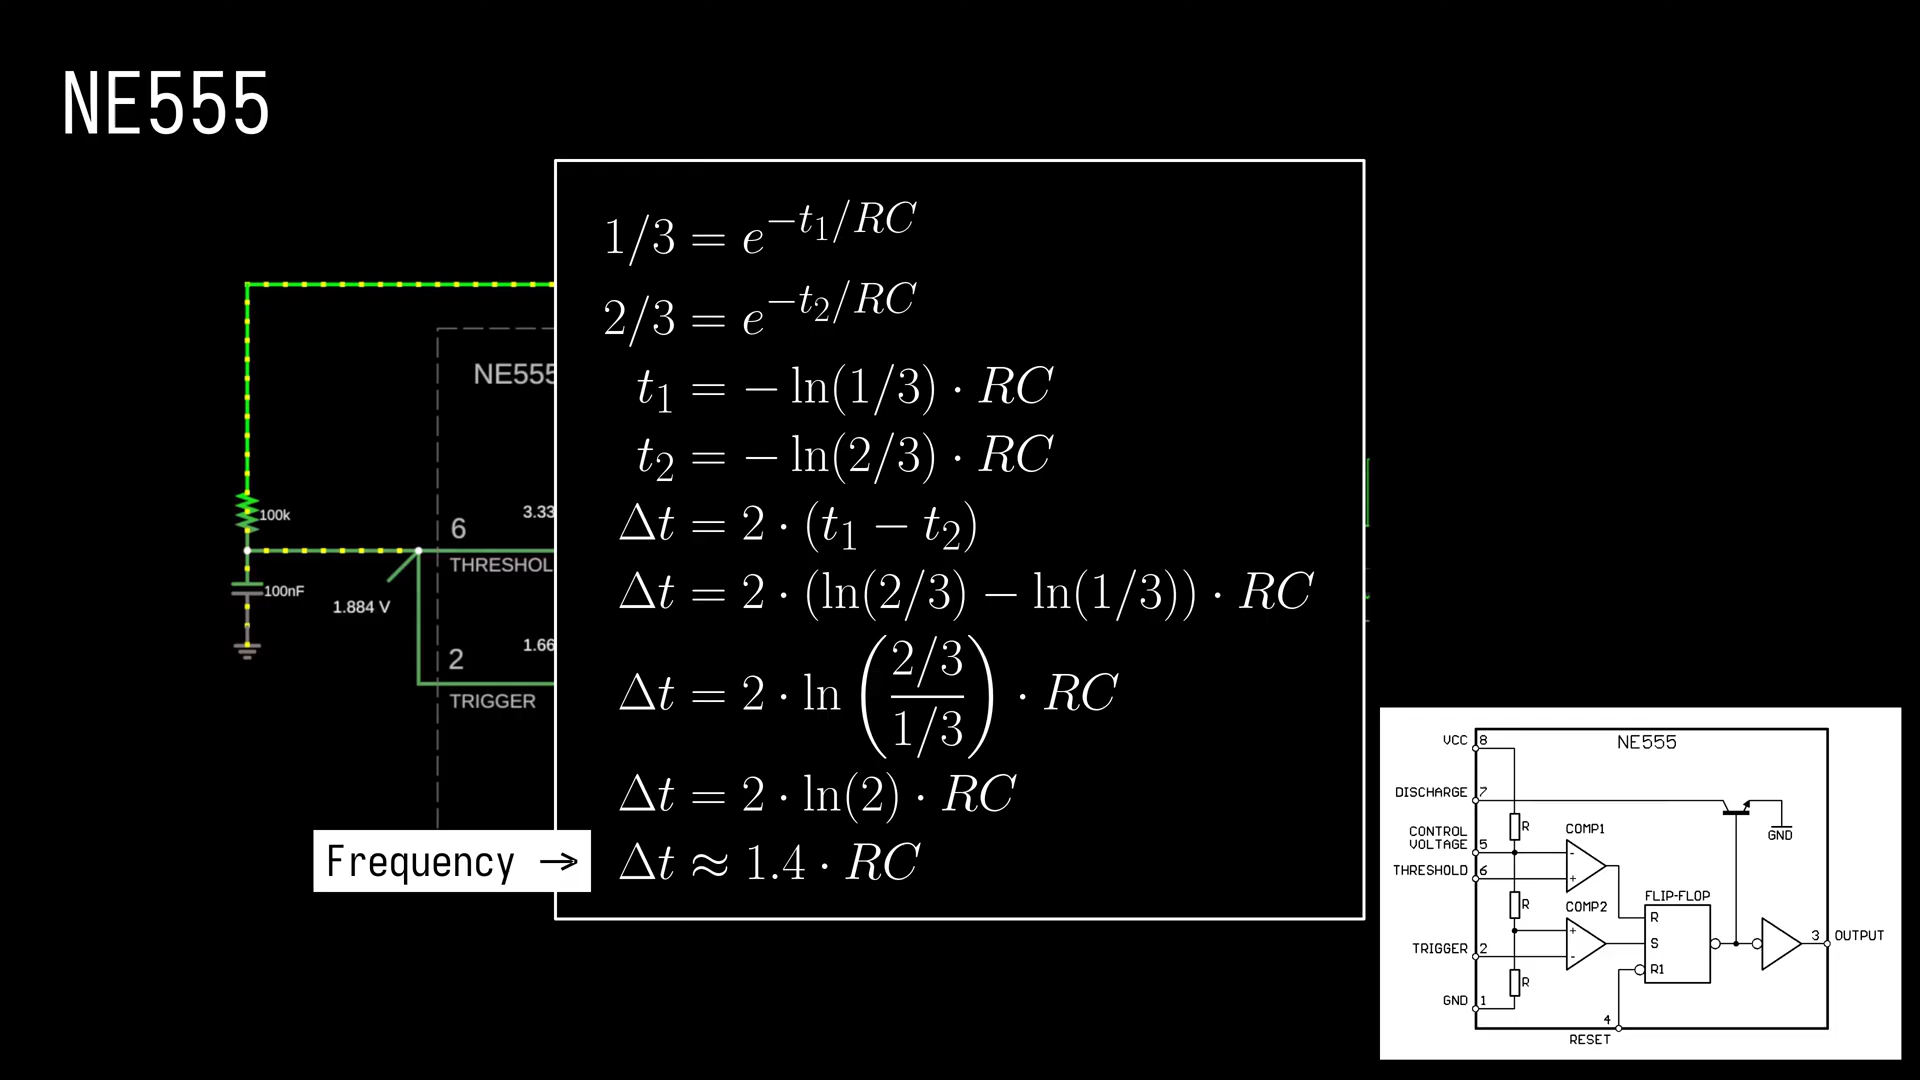 NE555
1/3 = e^{-t_1/RC}
2/3 = e^{-t_2/RC}
t_1 = − ln(1/3) · RC
t_2 = − ln(2/3) · RC
Δt = 2 · (t_1 − t_2)
Δt = 2 · (ln(2/3) − ln(1/3)) · RC
Δt = 2 · ln((2/3)/(1/3)) · RC
Δt = 2 · ln(2) · RC
Δt ≈ 1.4 · RC
Frequency →
NE555
100k
6
3.33
THRESHOL
100nF
1.884 V
1.66
2
TRIGGER
NE555
VCC 8
DISCHARGE 7
CONTROL
VOLTAGE 5
THRESHOLD 6
TRIGGER 2
GND 1
R
R
R
COMP1
-
+
COMP2
+
-
FLIP-FLOP
R
S
R1
GND
3 OUTPUT
4
RESET